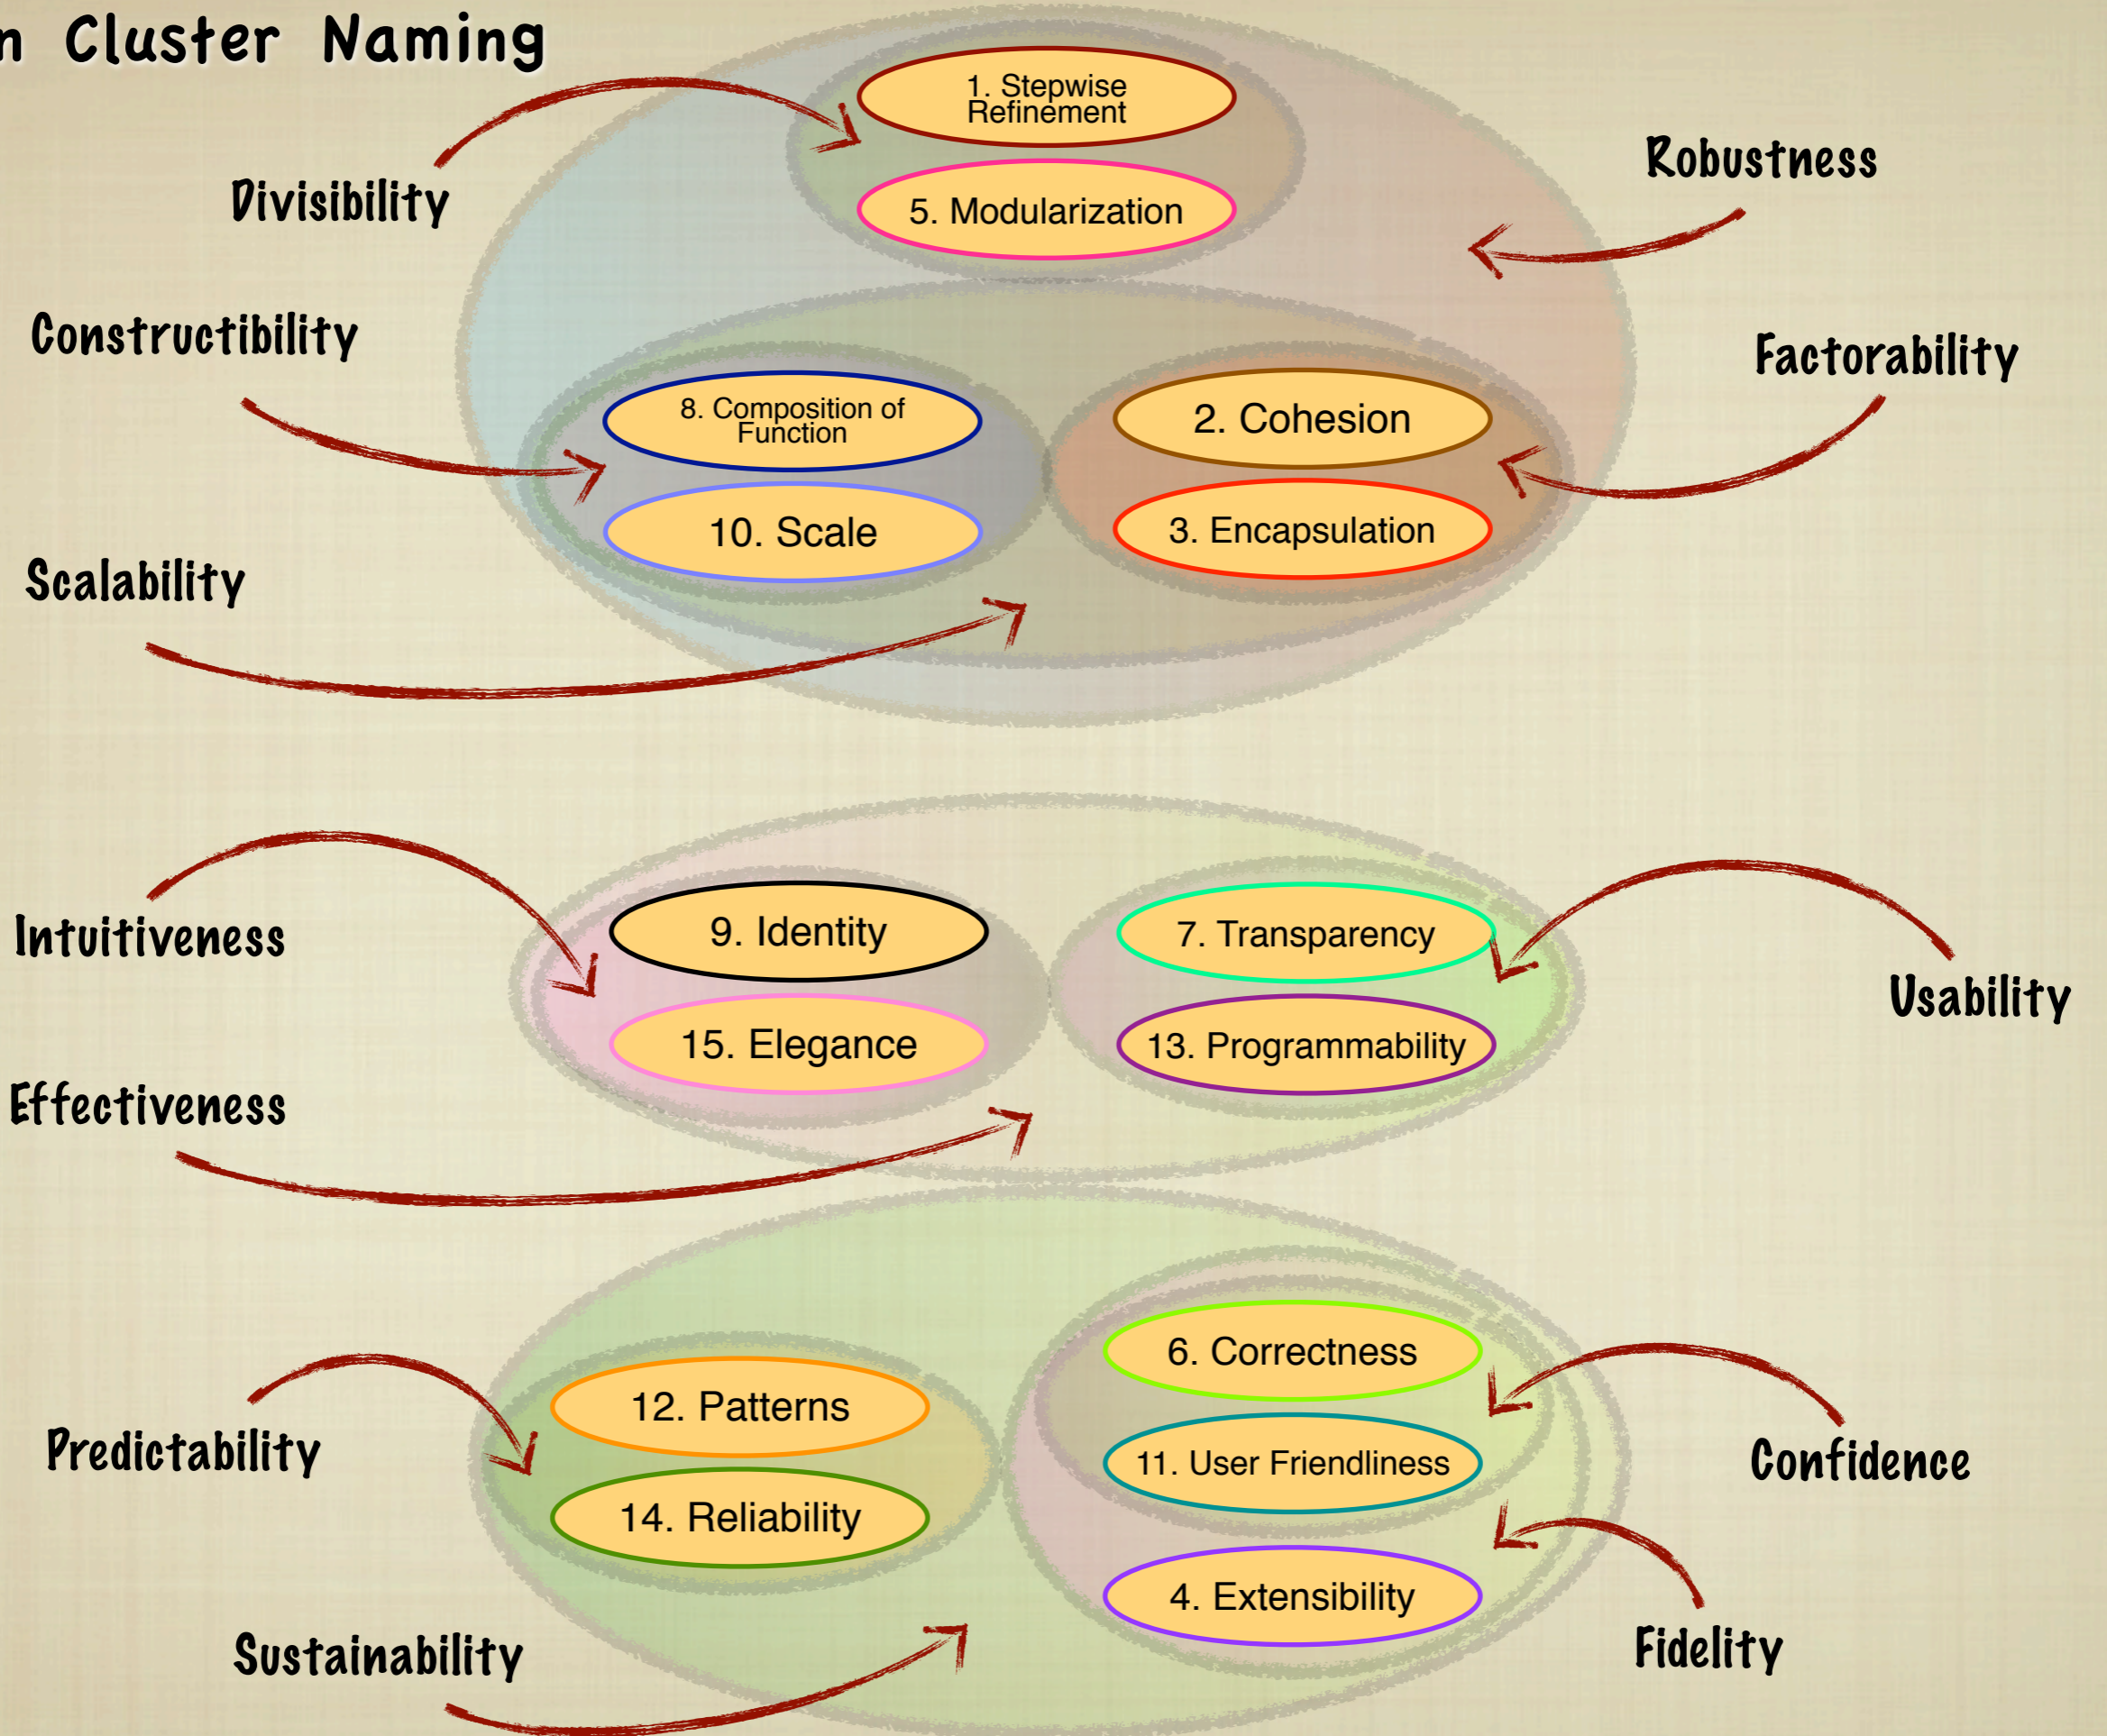 Cluster Naming
1. Stepwise
Refinement
Robustness
Divisibility
5. Modularization
Constructibility
Factorability
8. Composition of
Function
2. Cohesion
10. Scale
3. Encapsulation
Scalability
Intuitiveness
9. Identity
7. Transparency
Usability
15. Elegance
13. Programmability
Effectiveness
6. Correctness
12. Patterns
Predictability
11. User Friendliness
Confidence
14. Reliability
4. Extensibility
Sustainability
Fidelity